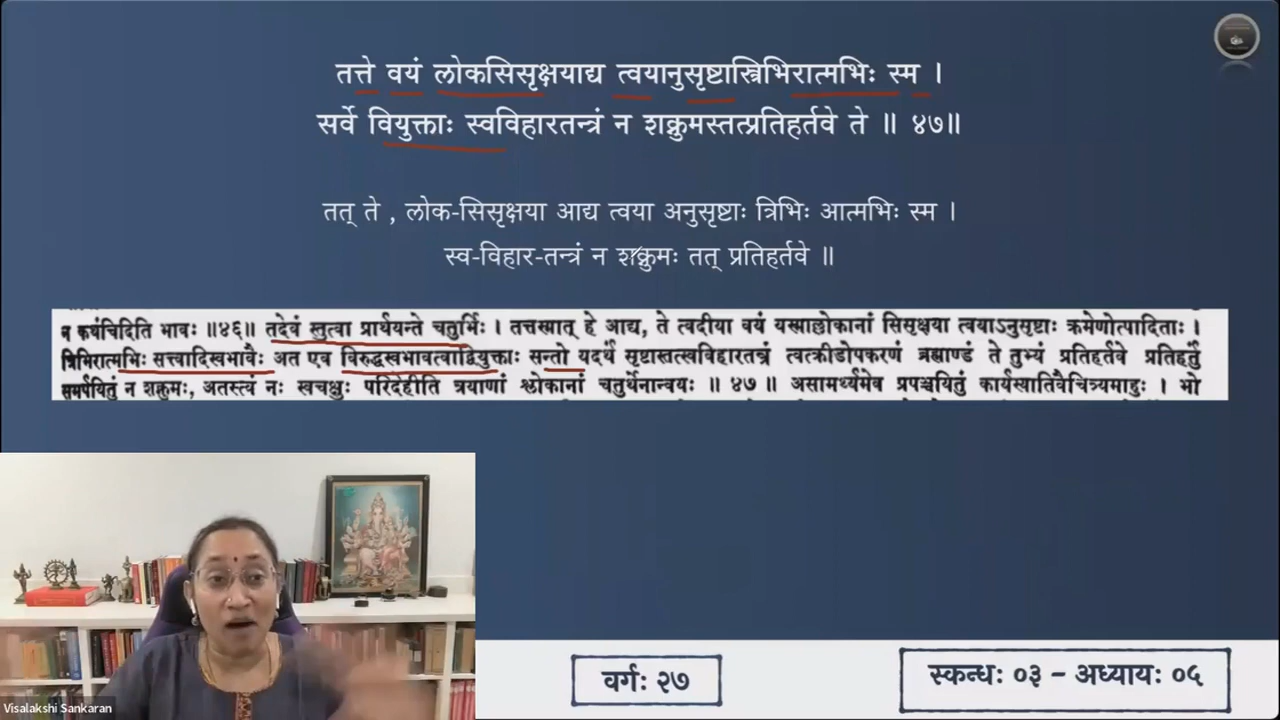 तत्ते वयं लोकसिसृक्षयाद्य त्वयानुसृष्टास्त्रिभिरात्मभिः स्म ।
सर्वे वियुक्ताः स्वविहारतन्त्रं न शक्नुमस्तत्प्रतिहर्तवे ते ॥ ४७॥
तत् ते , लोक-सिसृक्षया आद्य त्वया अनुसृष्टाः त्रिभिः आत्मभिः स्म ।
स्व-विहार-तन्त्रं न शक्नुमः तत् प्रतिहर्तवे ॥
न कथंचिदिति भावः ॥४६॥ तदेवं स्तुत्वा प्रार्थयन्ते चतुर्भिः । तत्तस्मात् हे आद्य, ते त्वदीया वयं यस्माल्लोकानां सिसृक्षया त्वयाऽनुसृष्टाः क्रमेणोत्पादिताः ।
त्रिभिरात्मभिः सत्त्वादिस्वभावैः अत एव विरुद्धस्वभावत्वाद्वियुक्ताः सन्तो यदर्थं सृष्टास्तत्स्वविहारतन्त्रं त्वत्क्रीडोपकरणं ब्रह्माण्डं ते तुभ्यं प्रतिहर्तवे प्रतिहर्तुं
समर्पयितुं न शक्नुमः, अतस्त्वं नः स्वचक्षुः परिदेहीति त्रयाणां श्लोकानां चतुर्थेनान्वयः ॥ ४७ ॥ असामर्थ्यमेव प्रपञ्चयितुं कार्यस्यातिवैचित्र्यमाहुः । भो
Visalakshi Sankaran
वर्गः २७
स्कन्धः ०३ – अध्यायः ०५